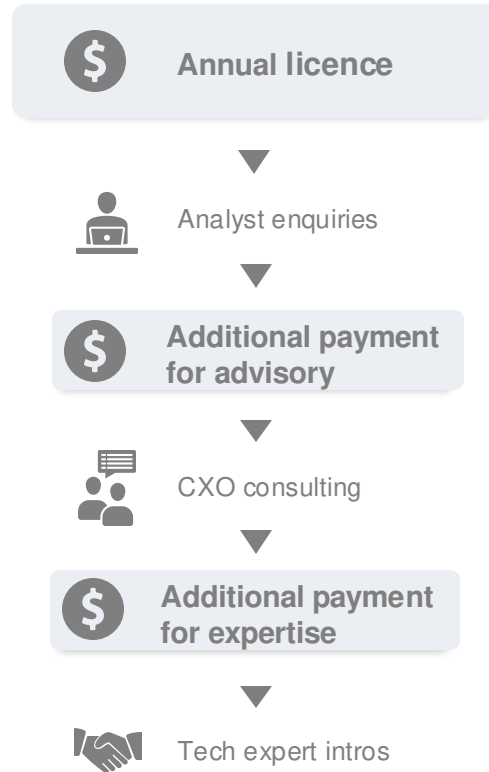 $ Annual licence
Analyst enquiries
$ Additional payment
for advisory
CXO consulting
$ Additional payment
for expertise
Tech expert intros